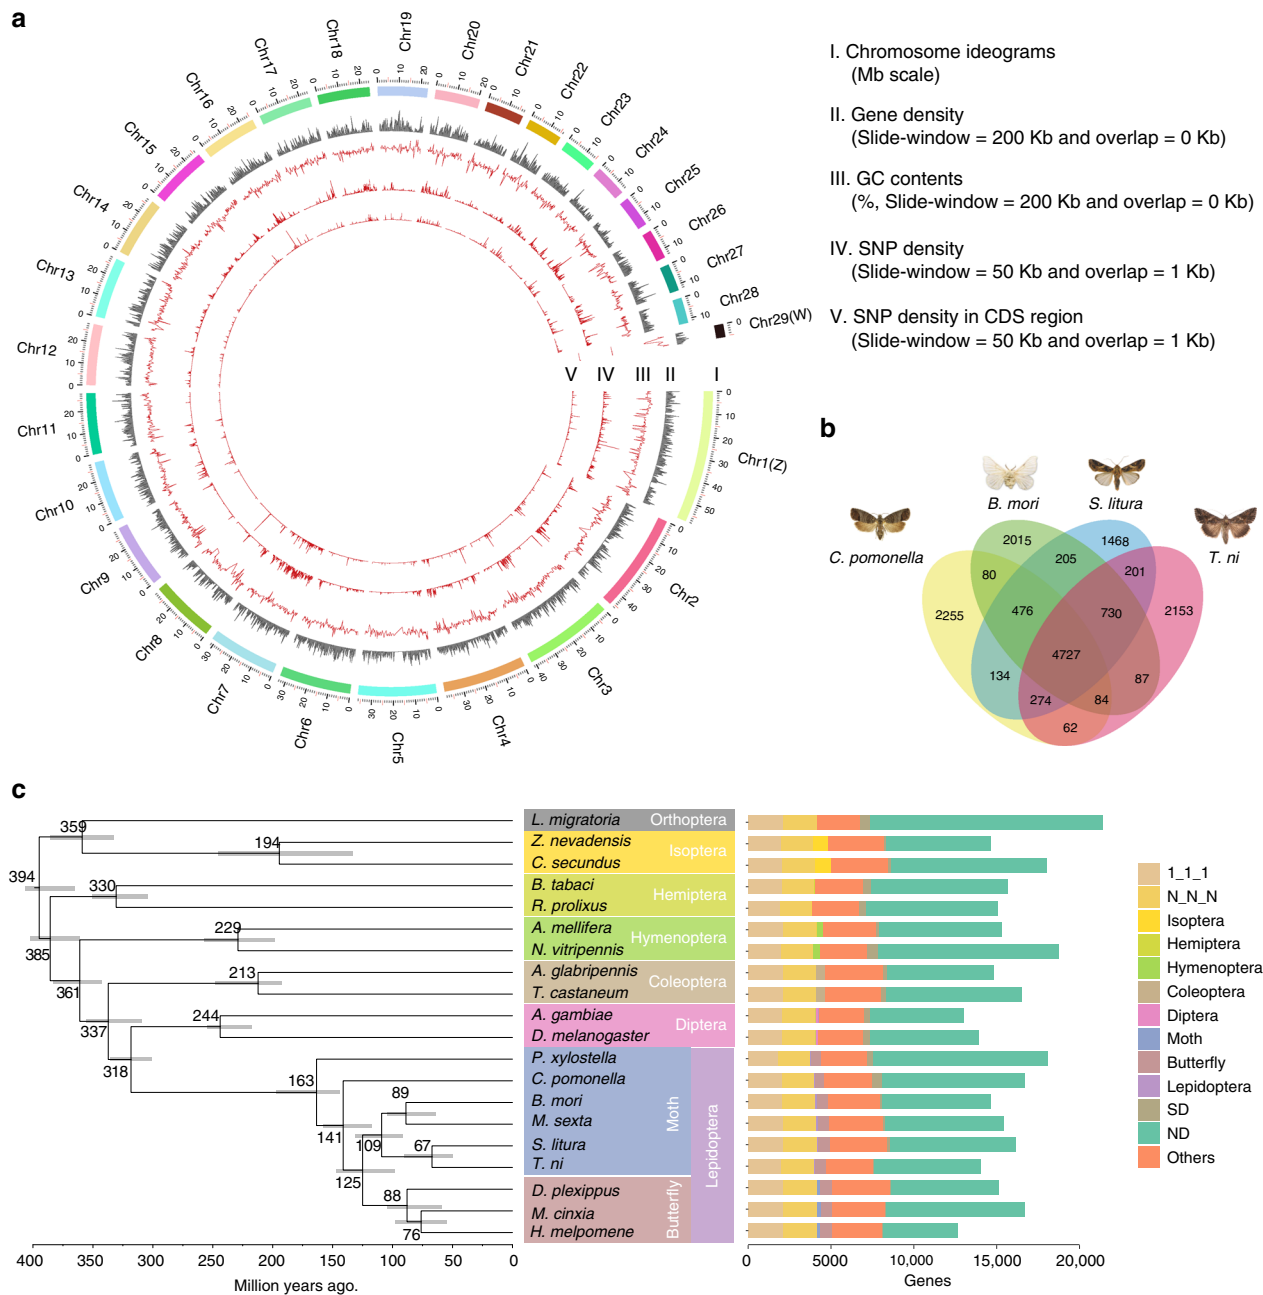 a
I. Chromosome ideograms
(Mb scale)
II. Gene density
(Slide-window = 200 Kb and overlap = 0 Kb)
III. GC contents
(%, Slide-window = 200 Kb and overlap = 0 Kb)
IV. SNP density
(Slide-window = 50 Kb and overlap = 1 Kb)
V. SNP density in CDS region
(Slide-window = 50 Kb and overlap = 1 Kb)
Chr1(Z)
Chr2
Chr3
Chr4
Chr5
Chr6
Chr7
Chr8
Chr9
Chr10
Chr11
Chr12
Chr13
Chr14
Chr15
Chr16
Chr17
Chr18
Chr19
Chr20
Chr21
Chr22
Chr23
Chr24
Chr25
Chr26
Chr27
Chr28
Chr29(W)
V IV III II I
0 10 20 30 40 50
b
B. mori S. litura
C. pomonella T. ni
2015 1468
80 205 201
2255 476 730 2153
4727
134 87
274 84
62
c
394
359
194
330
385
229
361
213
337
244
318
163
89
141
109
67
125
88
76
L. migratoria Orthoptera
Z. nevadensis
Isoptera
C. secundus
B. tabaci
Hemiptera
R. prolixus
A. mellifera
Hymenoptera
N. vitripennis
A. glabripennis
Coleoptera
T. castaneum
A. gambiae
Diptera
D. melanogaster
P. xylostella
C. pomonella
B. mori
M. sexta
S. litura
T. ni
Moth
D. plexippus
M. cinxia
H. melpomene
Butterfly
Lepidoptera
400 350 300 250 200 150 100 50 0
Million years ago.
0 5000 10,000 15,000 20,000
Genes
1_1_1
N_N_N
Isoptera
Hemiptera
Hymenoptera
Coleoptera
Diptera
Moth
Butterfly
Lepidoptera
SD
ND
Others